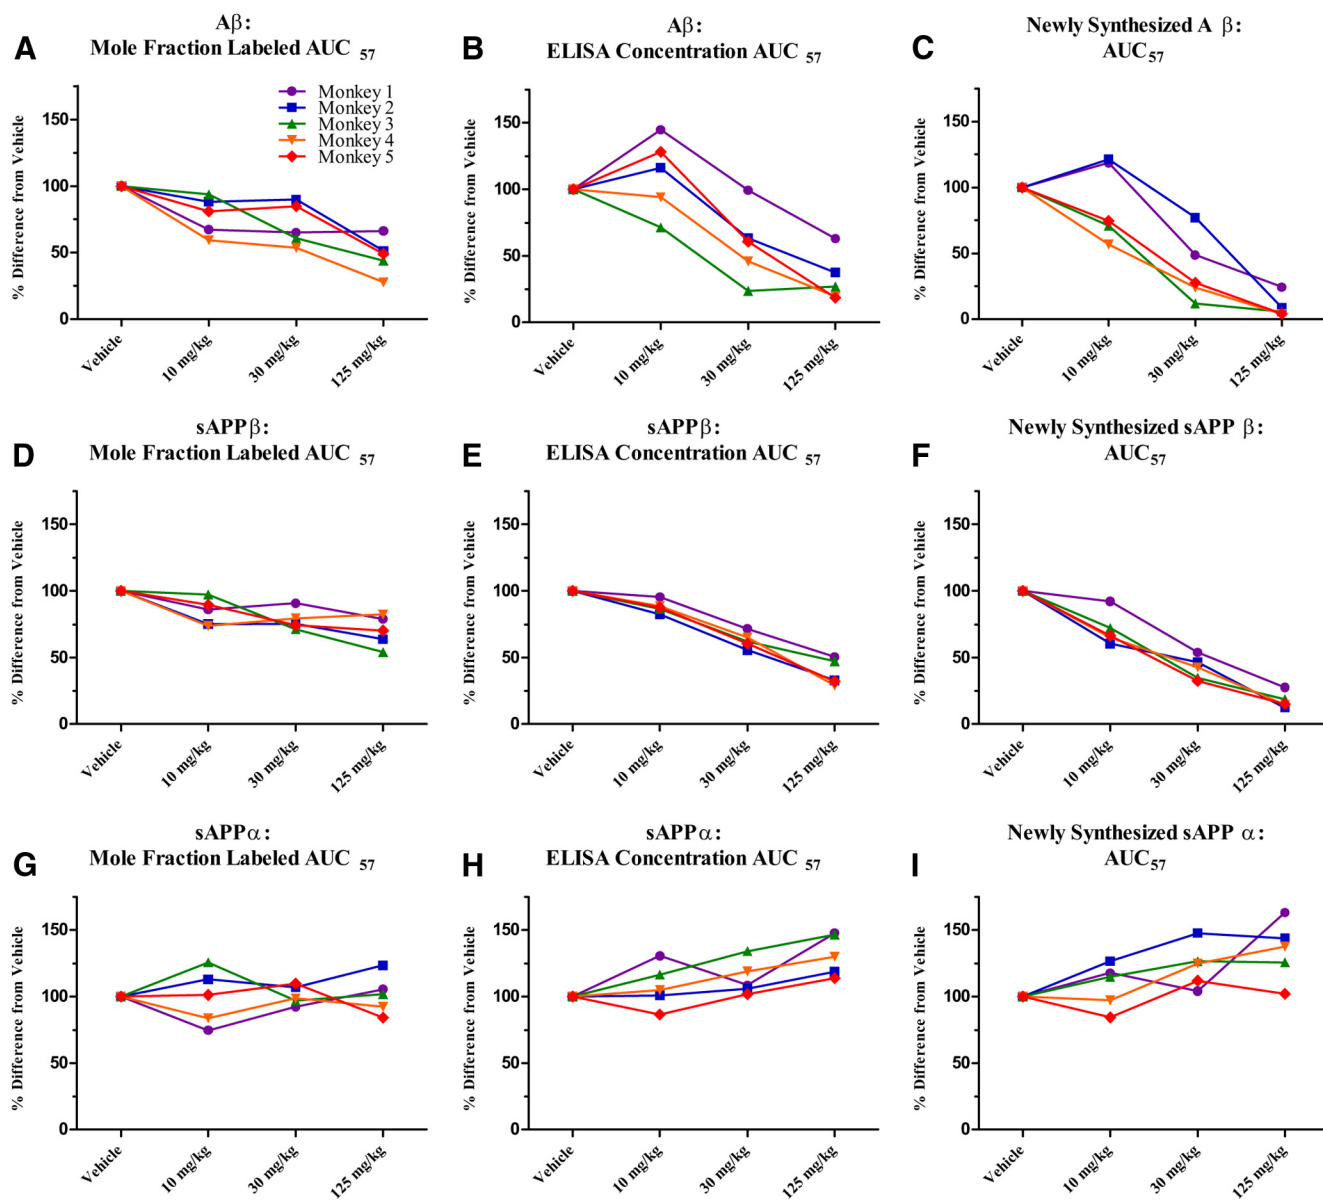 A
Aβ:
Mole Fraction Labeled AUC 57
% Difference from Vehicle
150
100
50
0
Monkey 1
Monkey 2
Monkey 3
Monkey 4
Monkey 5
Vehicle
10 mg/kg
30 mg/kg
125 mg/kg
B
Aβ:
ELISA Concentration AUC 57
% Difference from Vehicle
150
100
50
0
Vehicle
10 mg/kg
30 mg/kg
125 mg/kg
C
Newly Synthesized A β:
AUC57
% Difference from Vehicle
150
100
50
0
Vehicle
10 mg/kg
30 mg/kg
125 mg/kg
D
sAPPβ:
Mole Fraction Labeled AUC 57
% Difference from Vehicle
150
100
50
0
Vehicle
10 mg/kg
30 mg/kg
125 mg/kg
E
sAPPβ:
ELISA Concentration AUC 57
% Difference from Vehicle
150
100
50
0
Vehicle
10 mg/kg
30 mg/kg
125 mg/kg
F
Newly Synthesized sAPP β:
AUC57
% Difference from Vehicle
150
100
50
0
Vehicle
10 mg/kg
30 mg/kg
125 mg/kg
G
sAPPα:
Mole Fraction Labeled AUC 57
% Difference from Vehicle
150
100
50
0
Vehicle
10 mg/kg
30 mg/kg
125 mg/kg
H
sAPPα:
ELISA Concentration AUC 57
% Difference from Vehicle
150
100
50
0
Vehicle
10 mg/kg
30 mg/kg
125 mg/kg
I
Newly Synthesized sAPP α:
AUC57
% Difference from Vehicle
150
100
50
0
Vehicle
10 mg/kg
30 mg/kg
125 mg/kg